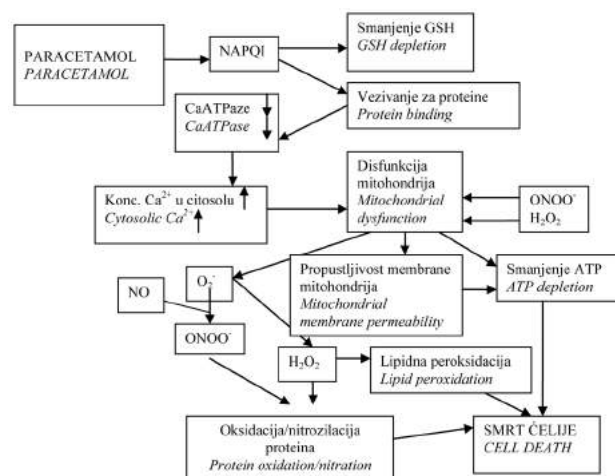 PARACETAMOL
PARACETAMOL
NAPQI
Smanjenje GSH
GSH depletion
Vezivanje za proteine
Protein binding
CaATPaze
CaATPase
Konc. Ca²⁺ u citosolu
Cytosolic Ca²⁺
Disfunkcija
mitohondrija
Mitochondrial
dysfunction
ONOO⁻
H₂O₂
O₂⁻
NO
ONOO⁻
Propustljivost membrane
mitohondrija
Mitochondrial
membrane permeability
Smanjenje ATP
ATP depletion
H₂O₂
Lipidna peroksidacija
Lipid peroxidation
Oksidacija/nitrozilacija
proteina
Protein oxidation/nitration
SMRT ĆELIJE
CELL DEATH